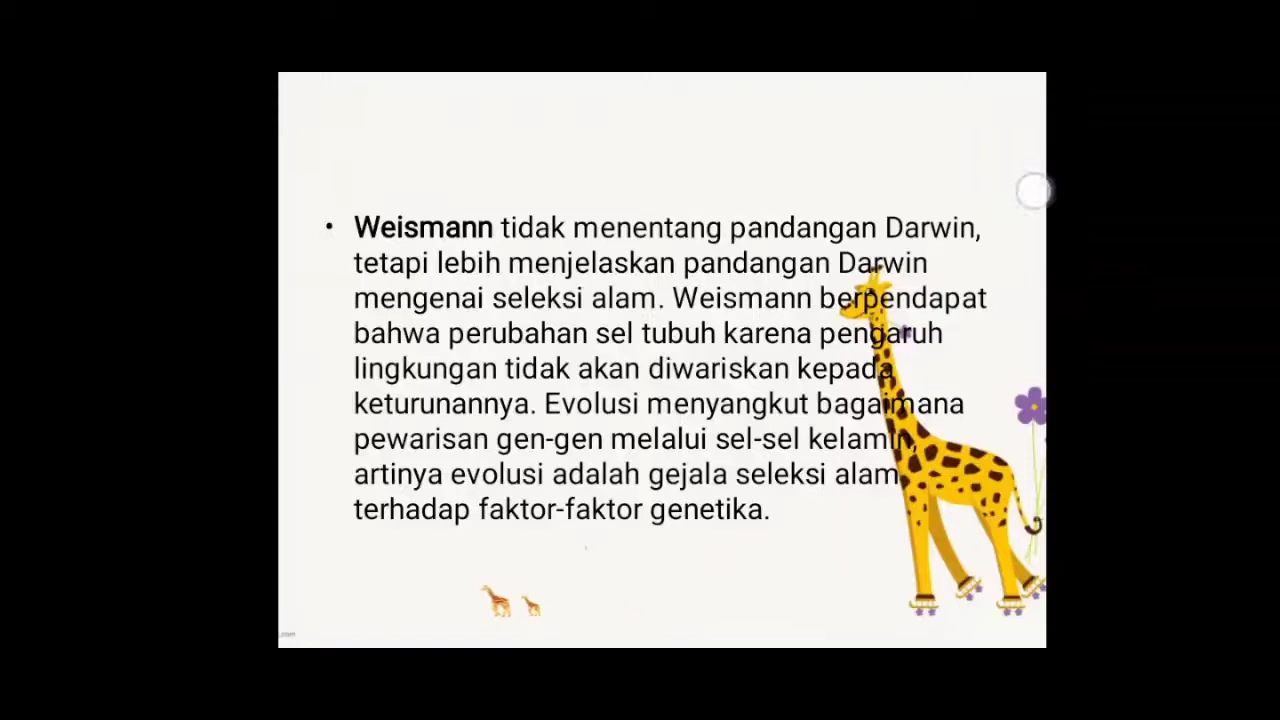 • Weismann tidak menentang pandangan Darwin,
tetapi lebih menjelaskan pandangan Darwin
mengenai seleksi alam. Weismann berpendapat
bahwa perubahan sel tubuh karena pengaruh
lingkungan tidak akan diwariskan kepada
keturunannya. Evolusi menyangkut bagaimana
pewarisan gen-gen melalui sel-sel kelamin,
artinya evolusi adalah gejala seleksi alam
terhadap faktor-faktor genetika.
.com